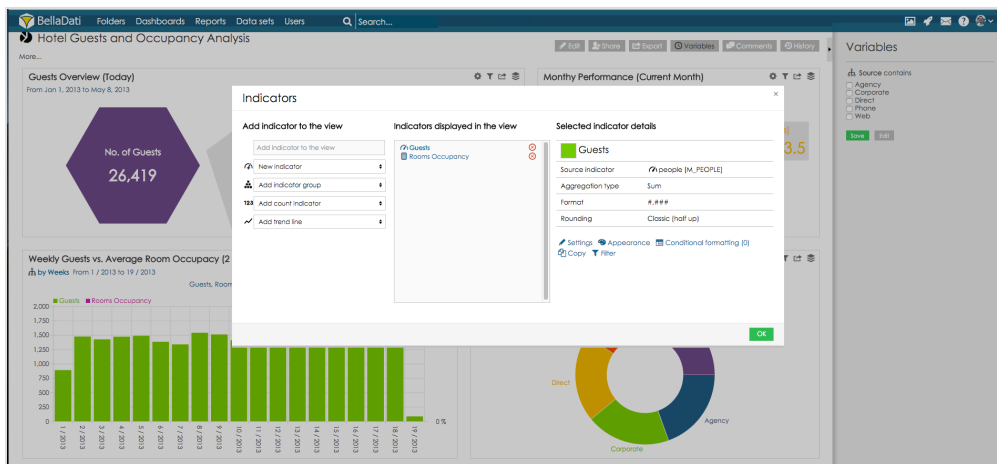 BellaDati Folders Dashboards Reports Data sets Users Search...
Hotel Guests and Occupancy Analysis
Edit Share Export Variables Comments History
More...
Variables
Source contains
Agency
Corporate
Direct
Phone
Web
Save Edit
Guests Overview (Today)
From Jan 1, 2013 to May 8, 2013
No. of Guests
26,419
Monthy Performance (Current Month)
3.5
Indicators
×
Add indicator to the view
Add indicator to the view
New indicator
Add indicator group
123 Add count indicator
Add trend line
Indicators displayed in the view
Guests
Rooms Occupancy
Selected indicator details
Guests
Source indicator people [M_PEOPLE]
Aggregation type Sum
Format #,###
Rounding Classic (half up)
Settings Appearance Conditional formatting (0)
Copy Filter
OK
Weekly Guests vs. Average Room Occupacy (2
by Weeks From 1 / 2013 to 19 / 2013
Guests, Room
Guests Rooms Occupancy
2,000
1,750
1,500
1,250
1,000
750
500
250
0
0 %
1 / 2013
2 / 2013
3 / 2013
4 / 2013
5 / 2013
6 / 2013
7 / 2013
8 / 2013
9 / 2013
10 / 2013
11 / 2013
12 / 2013
13 / 2013
14 / 2013
15 / 2013
16 / 2013
17 / 2013
18 / 2013
19 / 2013
Direct
Agency
Corporate